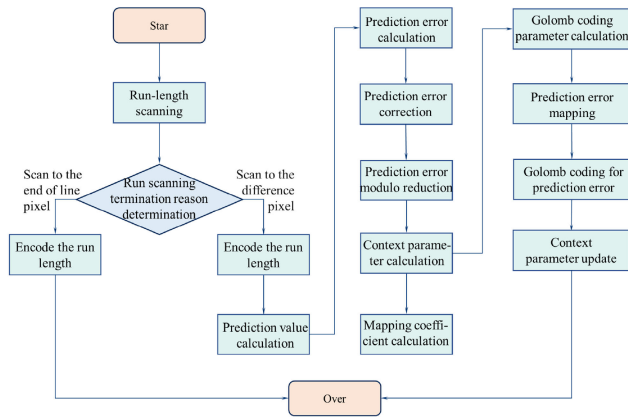 Star
Run-length
scanning
Scan to the
end of line
pixel
Run scanning
termination reason
determination
Scan to the
difference
pixel
Encode the run
length
Encode the run
length
Prediction value
calculation
Prediction error
calculation
Prediction error
correction
Prediction error
modulo reduction
Context parame-
ter calculation
Mapping coeffi-
cient calculation
Golomb coding
parameter calculation
Prediction error
mapping
Golomb coding for
prediction error
Context
parameter update
Over